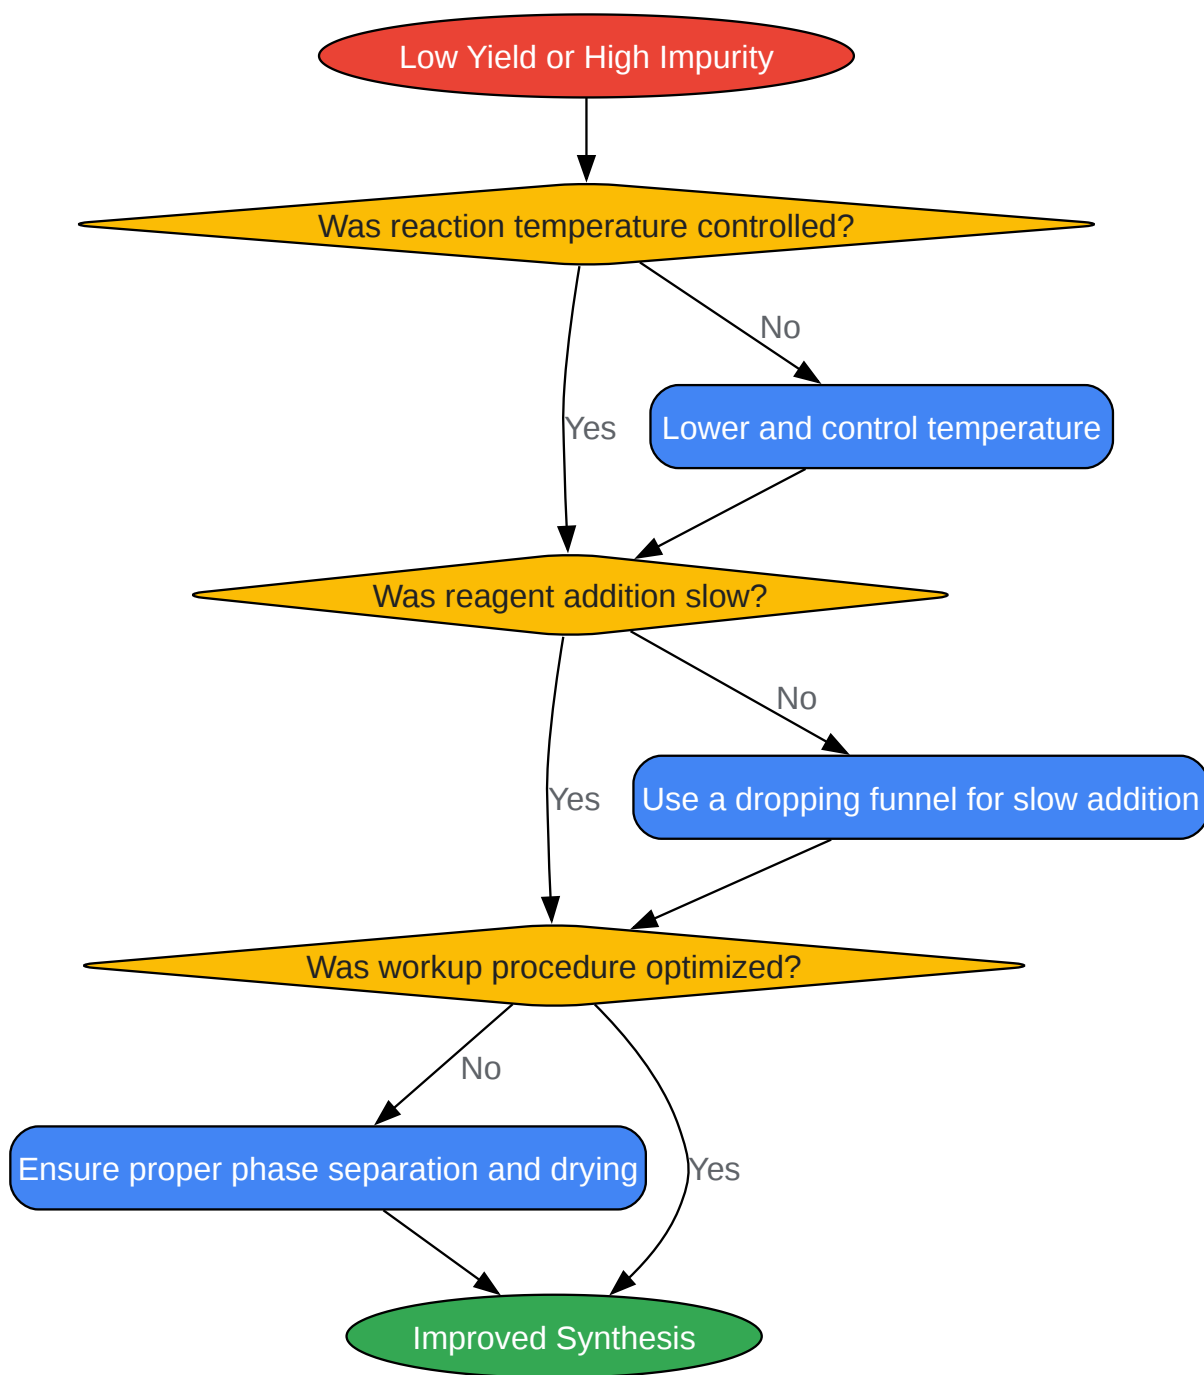 Low Yield or High Impurity
Was reaction temperature controlled?
No
Yes
Lower and control temperature
Was reagent addition slow?
No
Yes
Use a dropping funnel for slow addition
Was workup procedure optimized?
No
Ensure proper phase separation and drying
Yes
Improved Synthesis